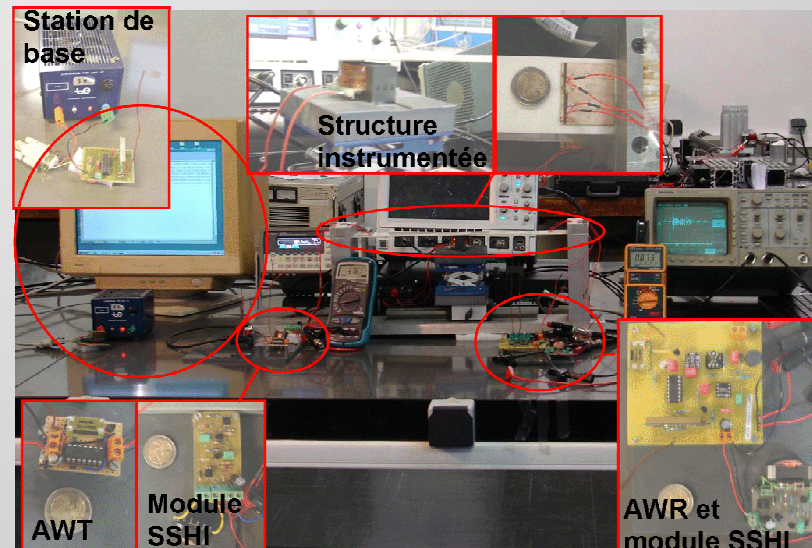 Station de
base
Structure
instrumentée
AWT
Module
SSHI
AWR et
module SSHI